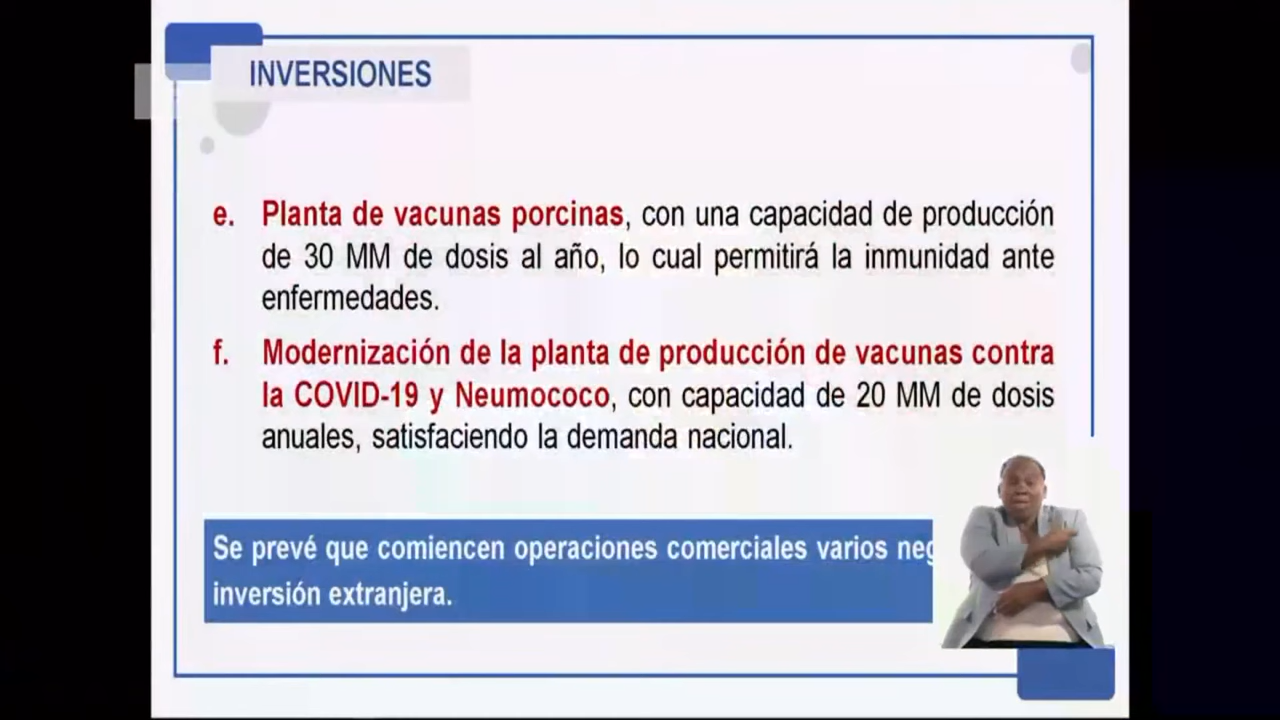 INVERSIONES
e. Planta de vacunas porcinas, con una capacidad de producción
de 30 MM de dosis al año, lo cual permitirá la inmunidad ante
enfermedades.
f. Modernización de la planta de producción de vacunas contra
la COVID-19 y Neumococo, con capacidad de 20 MM de dosis
anuales, satisfaciendo la demanda nacional.
Se prevé que comiencen operaciones comerciales varios
inversión extranjera.